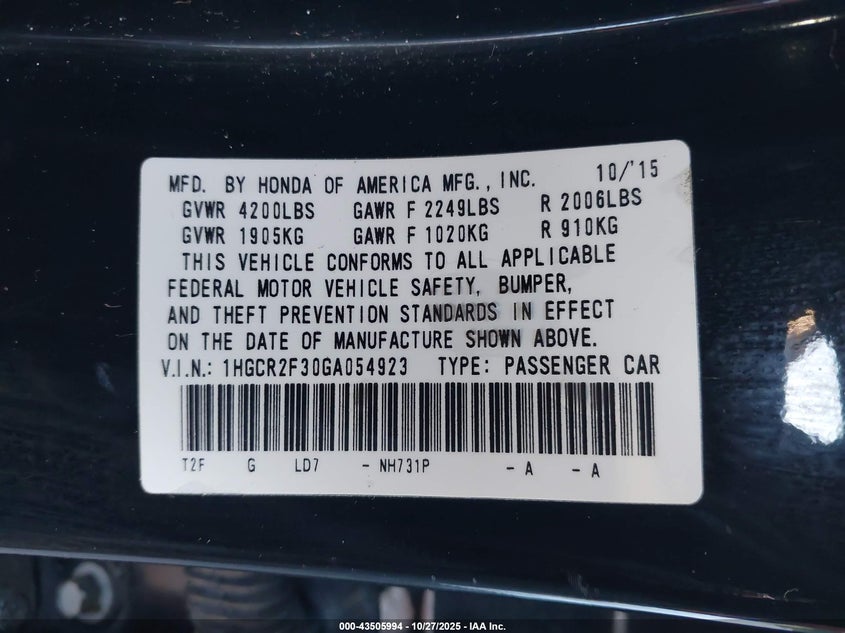 MFD. BY HONDA OF AMERICA MFG., INC. 10/'15
GVWR 4200LBS GAWR F 2249LBS R 2006LBS
GVWR 1905KG GAWR F 1020KG R 910KG
THIS VEHICLE CONFORMS TO ALL APPLICABLE
FEDERAL MOTOR VEHICLE SAFETY, BUMPER,
AND THEFT PREVENTION STANDARDS IN EFFECT
ON THE DATE OF MANUFACTURE SHOWN ABOVE.
V.I.N.: 1HGCR2F30GA054923 TYPE: PASSENGER CAR
T2F G LD7 - NH731P - A - A
000-43505994 | 10/27/2025 - IAA Inc.